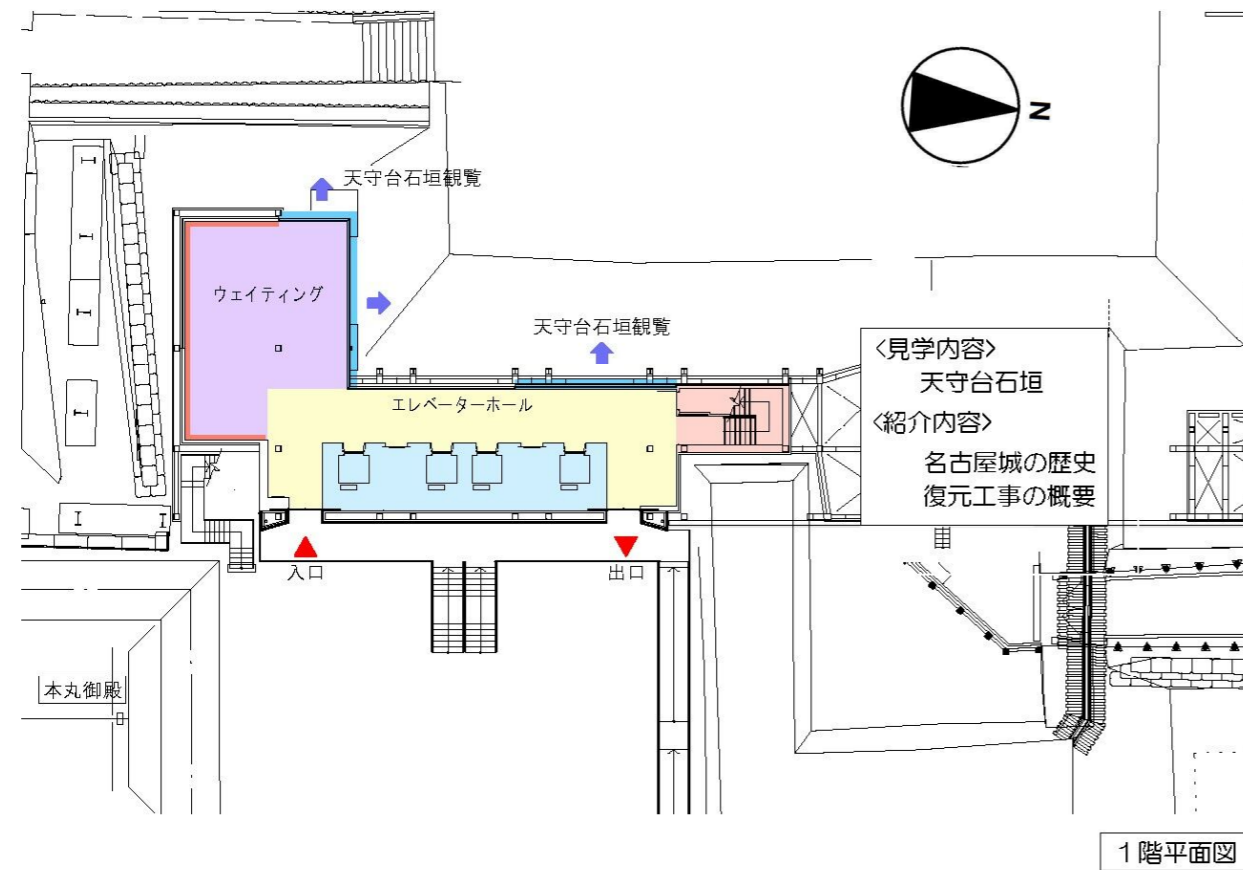 N
天守台石垣観覧
ウェイティング
天守台石垣観覧
エレベーターホール
<見学内容>
天守台石垣
<紹介内容>
名古屋城の歴史
復元工事の概要
入口
出口
本丸御殿
1階平面図